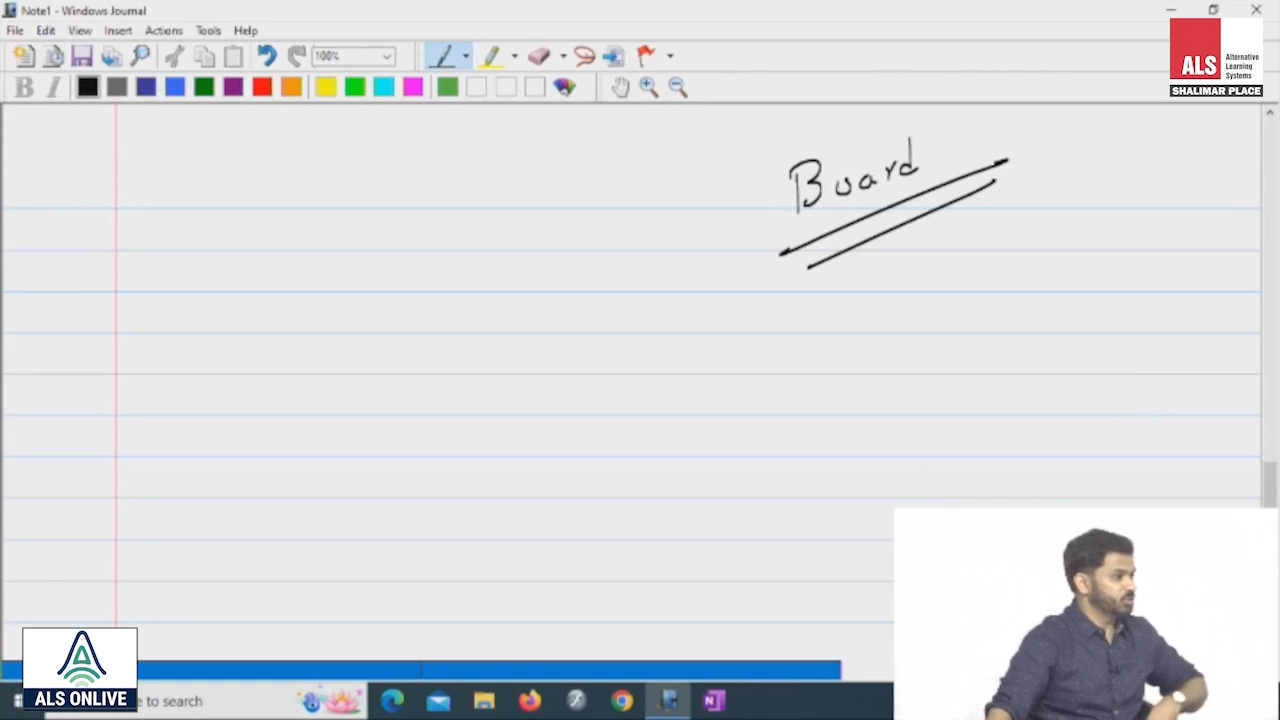 Note1 - Windows Journal
File Edit View Insert Actions Tools Help
100%
B I
ALS Alternative Learning Systems
SHALIMAR PLACE
Board
ALS ONLIVE
e to search